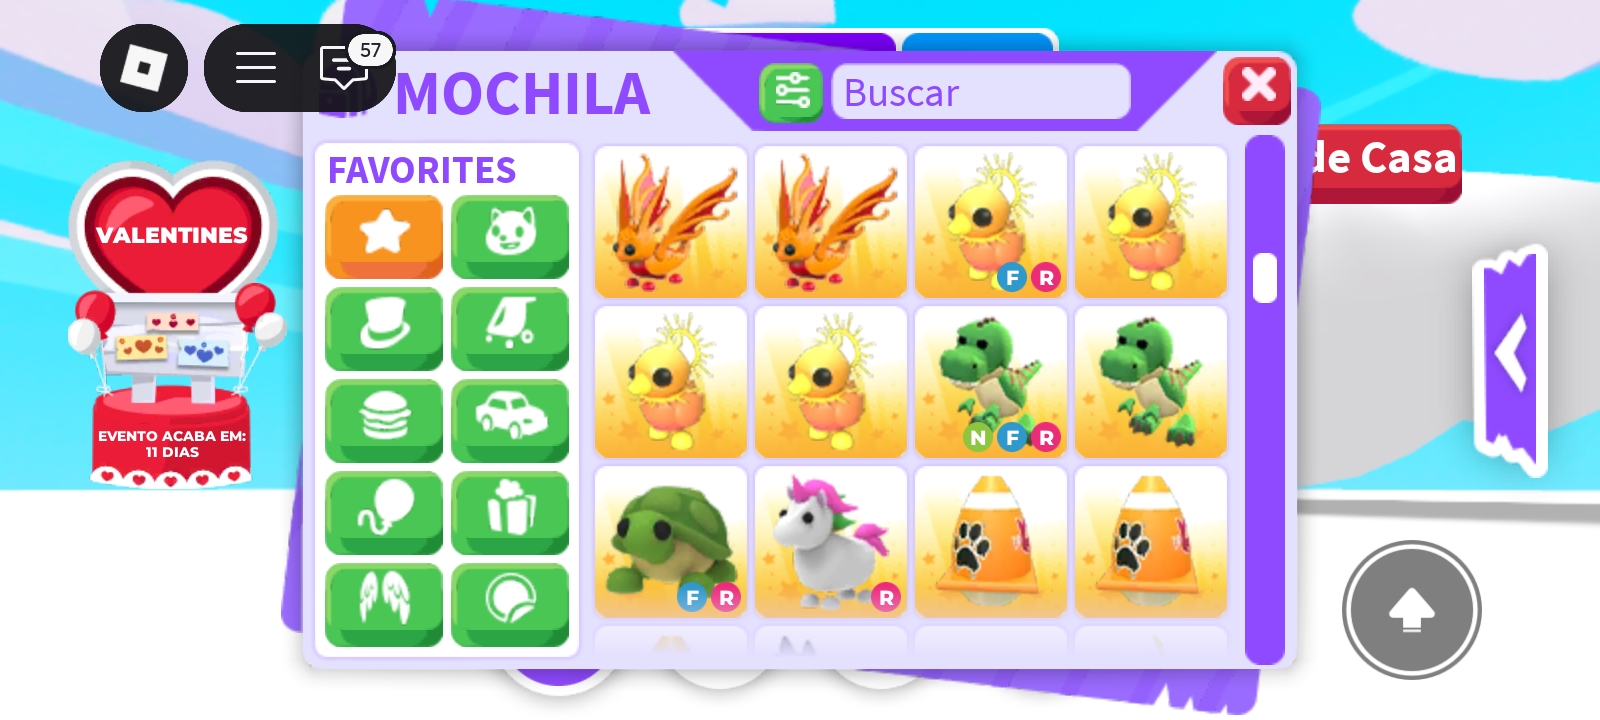 57
MOCHILA
Buscar
de Casa
FAVORITES
VALENTINES
EVENTO ACABA EM:
11 DIAS
F R
N F R
F R
R